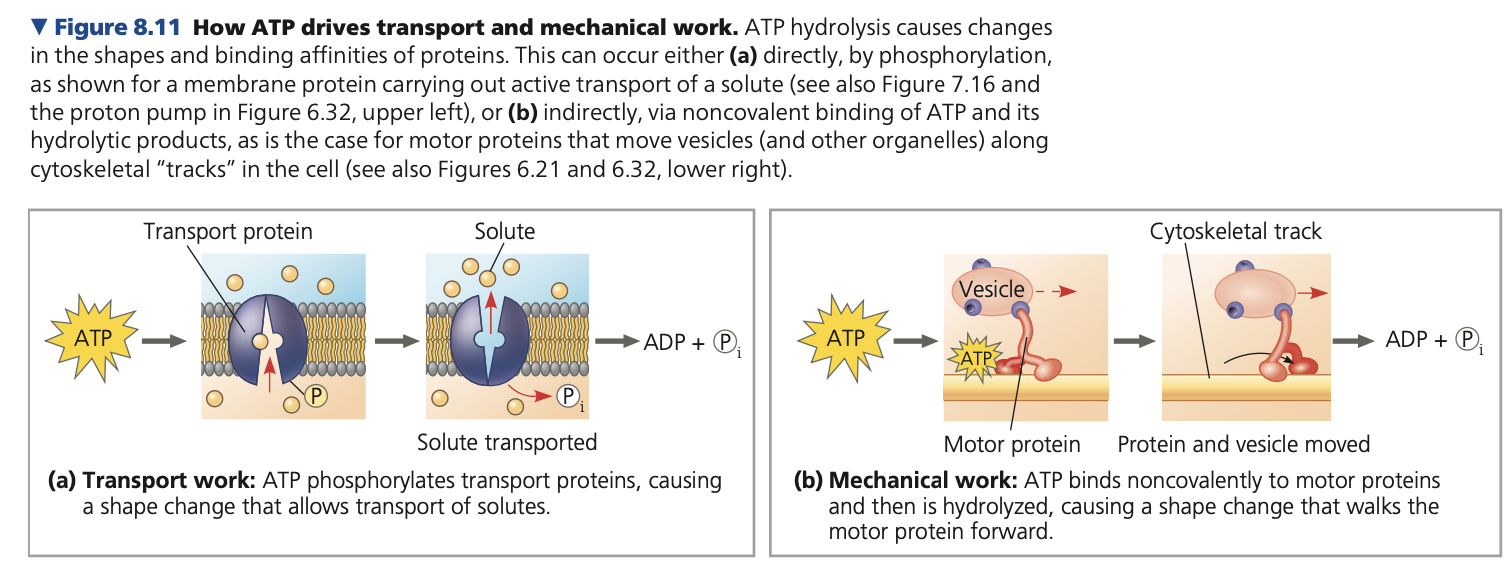 ▼ Figure 8.11 How ATP drives transport and mechanical work. ATP hydrolysis causes changes
in the shapes and binding affinities of proteins. This can occur either (a) directly, by phosphorylation,
as shown for a membrane protein carrying out active transport of a solute (see also Figure 7.16 and
the proton pump in Figure 6.32, upper left), or (b) indirectly, via noncovalent binding of ATP and its
hydrolytic products, as is the case for motor proteins that move vesicles (and other organelles) along
cytoskeletal “tracks” in the cell (see also Figures 6.21 and 6.32, lower right).
Transport protein
Solute
ATP
P
P i
ADP + P i
Solute transported
(a) Transport work: ATP phosphorylates transport proteins, causing
a shape change that allows transport of solutes.
Cytoskeletal track
Vesicle
ATP
ATP
ADP + P i
Motor protein
Protein and vesicle moved
(b) Mechanical work: ATP binds noncovalently to motor proteins
and then is hydrolyzed, causing a shape change that walks the
motor protein forward.